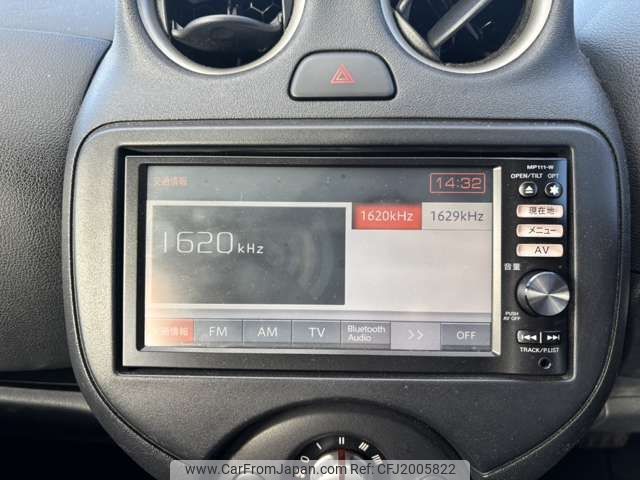 MP111-W
OPEN/TILT OPT
交通情報
14:32
1620kHz 1629kHz
1620kHz
現在地
メニュー
AV
音量
PUSH
AV OFF
交通情報 FM AM TV Bluetooth Audio >> OFF
TRACK/P.LIST
0
www.CarFromJapan.com - #CFJ2005822